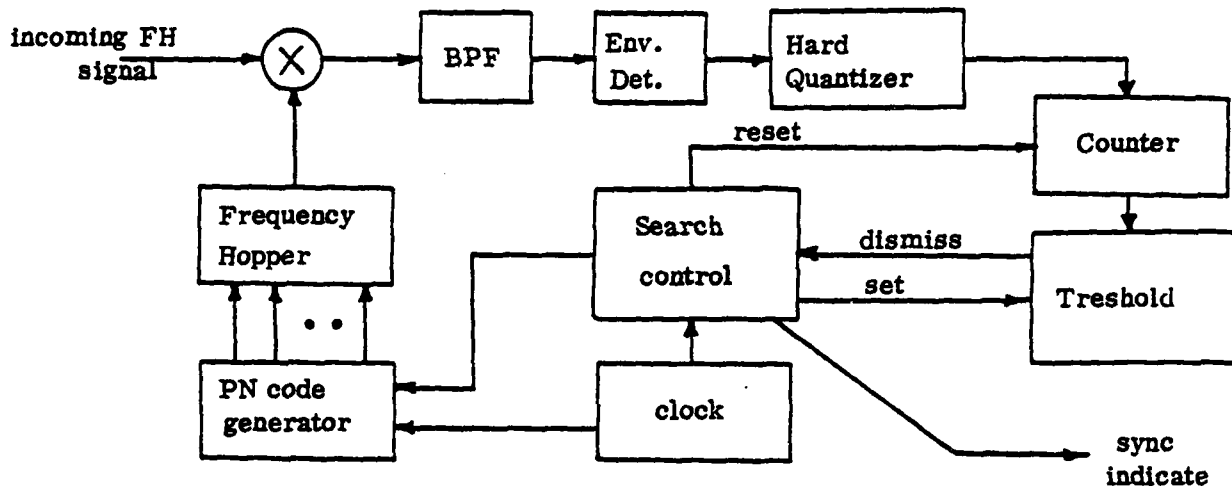 incoming FH
signal
BPF
Env.
Det.
Hard
Quantizer
reset
Counter
Frequency
Hopper
Search
control
dismiss
set
Treshold
PN code
generator
clock
sync
indicate